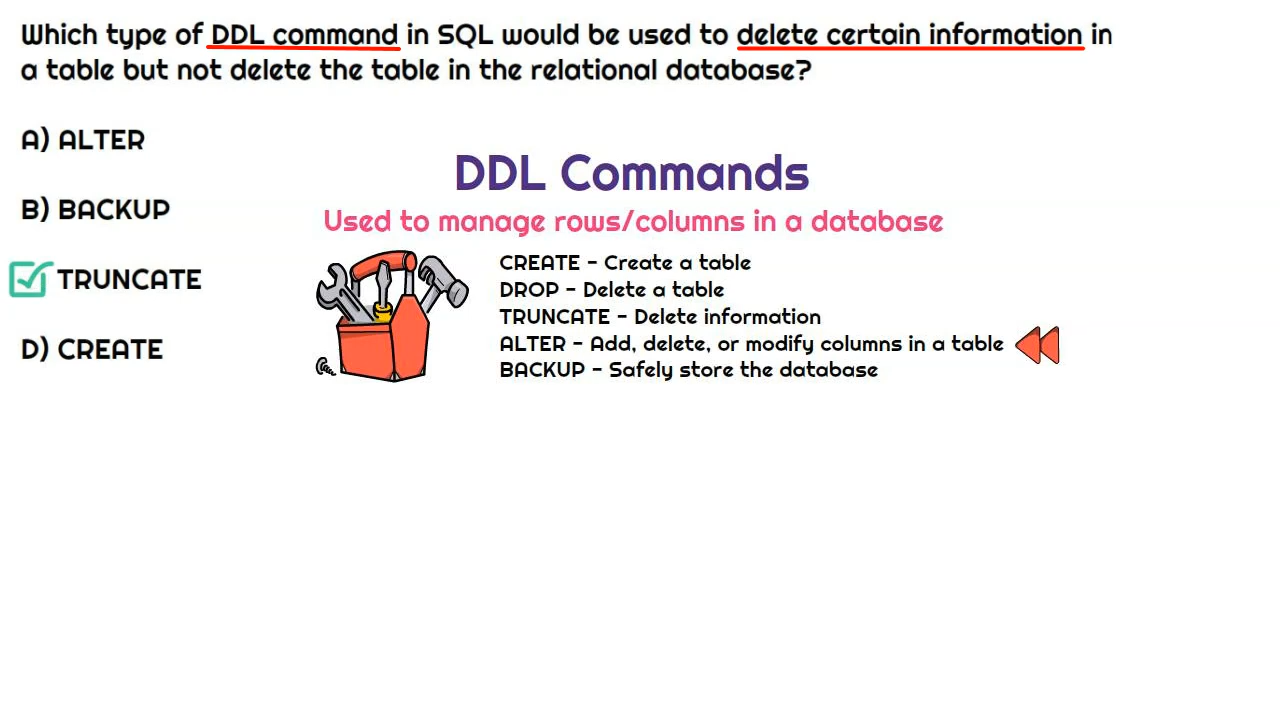 Which type of DDL command in SQL would be used to delete certain information in
a table but not delete the table in the relational database?
A) ALTER
B) BACKUP
TRUNCATE
D) CREATE
DDL Commands
Used to manage rows/columns in a database
CREATE - Create a table
DROP - Delete a table
TRUNCATE - Delete information
ALTER - Add, delete, or modify columns in a table
BACKUP - Safely store the database